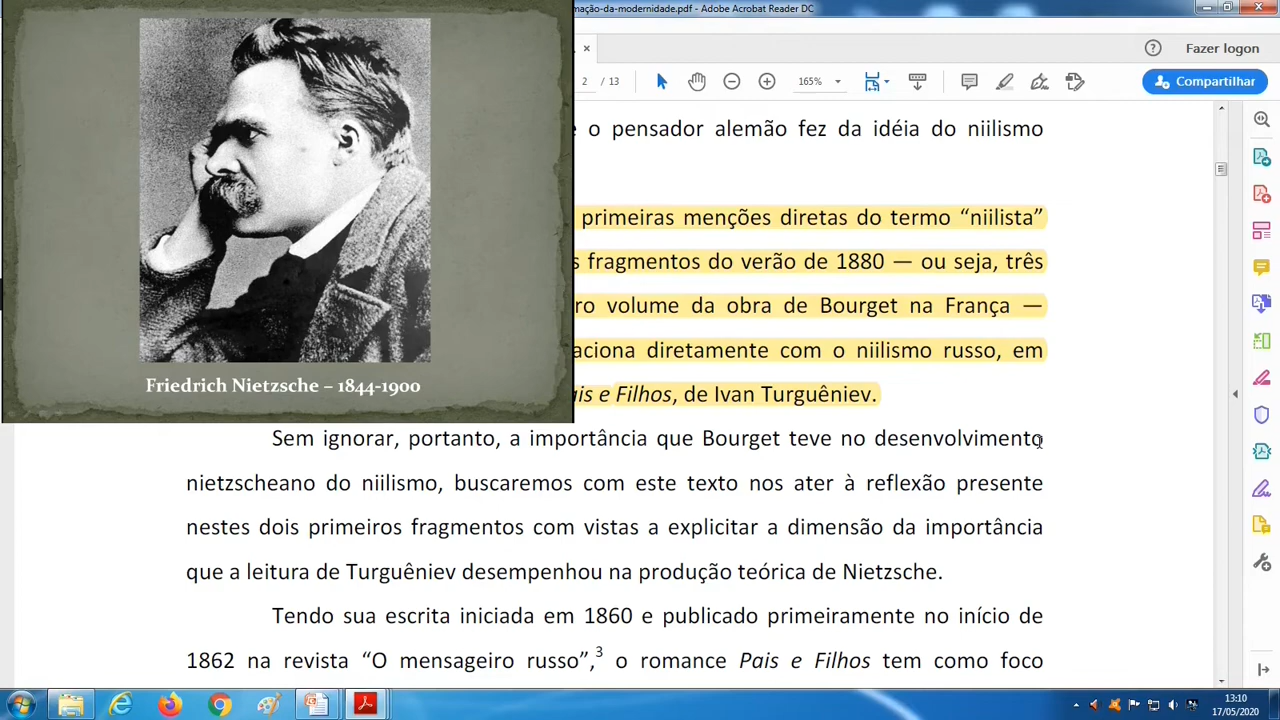 mação-da-modernidade.pdf - Adobe Acrobat Reader DC
Fazer logon
2 / 13
165%
Compartilhar
o pensador alemão fez da idéia do niilismo
primeiras menções diretas do termo “niilista”
s fragmentos do verão de 1880 — ou seja, três
ro volume da obra de Bourget na França —
aciona diretamente com o niilismo russo, em
is e Filhos, de Ivan Turguêniev.
Friedrich Nietzsche – 1844-1900
Sem ignorar, portanto, a importância que Bourget teve no desenvolvimento
nietzscheano do niilismo, buscaremos com este texto nos ater à reflexão presente
nestes dois primeiros fragmentos com vistas a explicitar a dimensão da importância
que a leitura de Turguêniev desempenhou na produção teórica de Nietzsche.
Tendo sua escrita iniciada em 1860 e publicado primeiramente no início de
1862 na revista “O mensageiro russo”,3 o romance Pais e Filhos tem como foco
13:10
17/05/2020